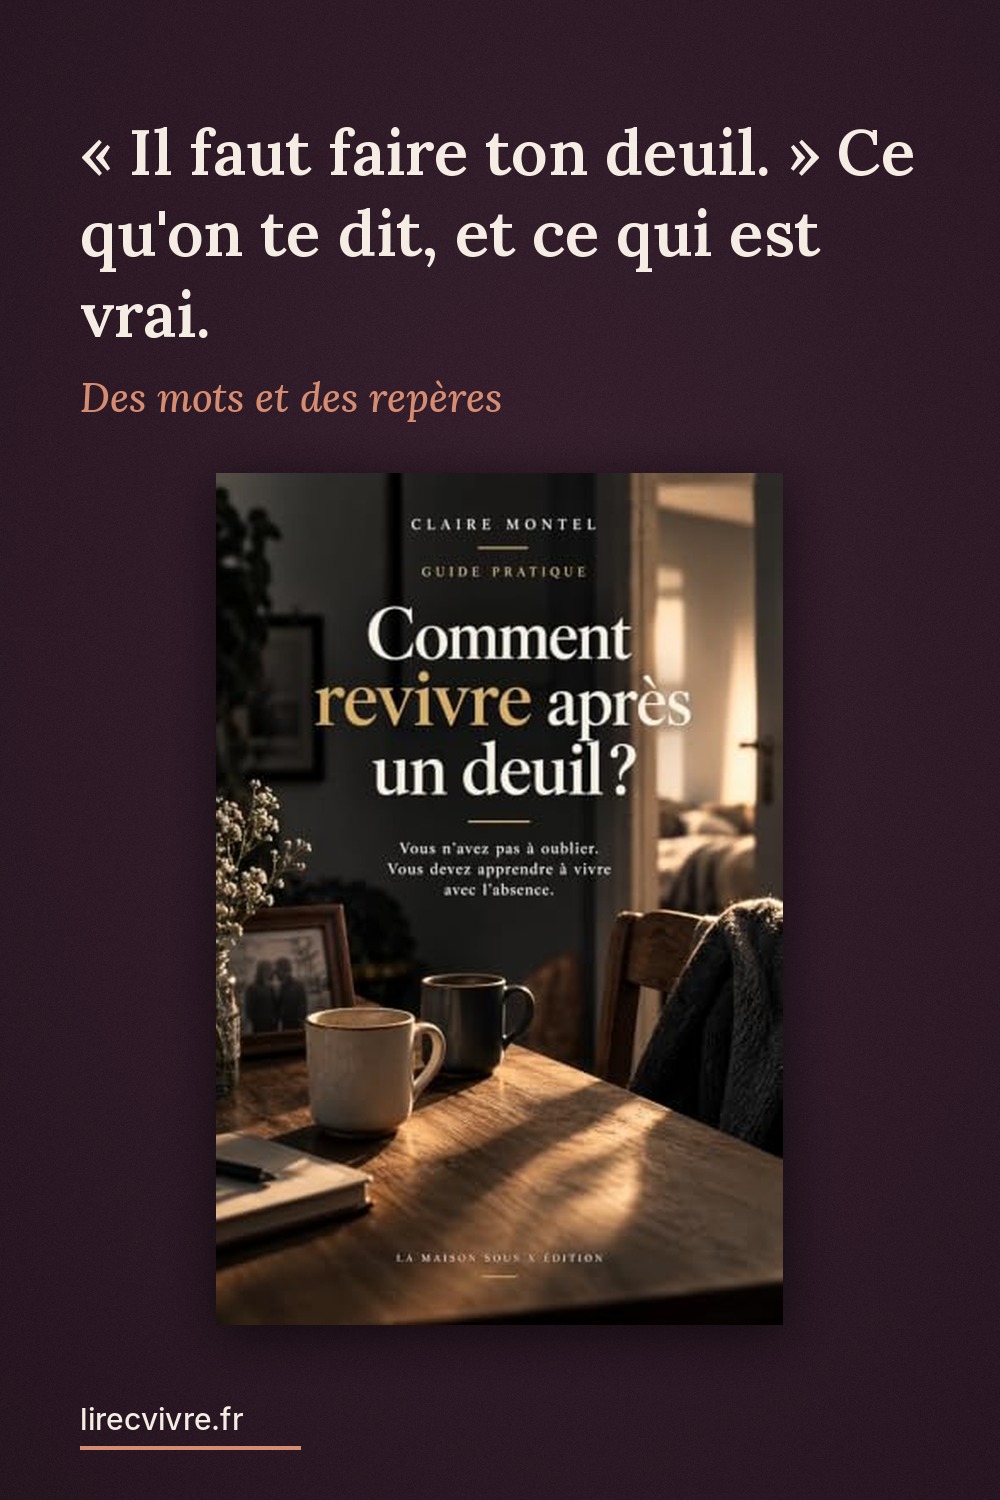 « Il faut faire ton deuil. » Ce
qu'on te dit, et ce qui est
vrai.
Des mots et des repères
CLAIRE MONTEL
GUIDE PRATIQUE
Comment
revivre après
un deuil?
Vous n'avez pas à oublier.
Vous devez apprendre à vivre
avec l'absence.
LA MAISON SOUS X ÉDITION
lirecvivre.fr